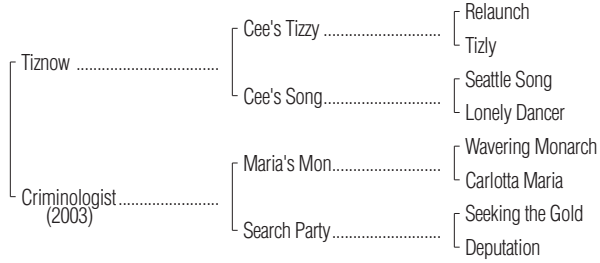 Relaunch
Cee's Tizzy ................................
Tizly
Tiznow .......................................
Seattle Song
Cee's Song................................
Lonely Dancer
Wavering Monarch
Maria's Mon..............................
Carlotta Maria
Criminologist............................
(2003)
Seeking the Gold
Search Party..............................
Deputation